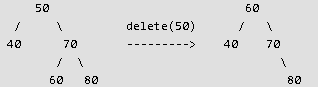 50 60
/ \ delete(50) / \
40 70 ---------> 40 70
/ \ \
60 80 80